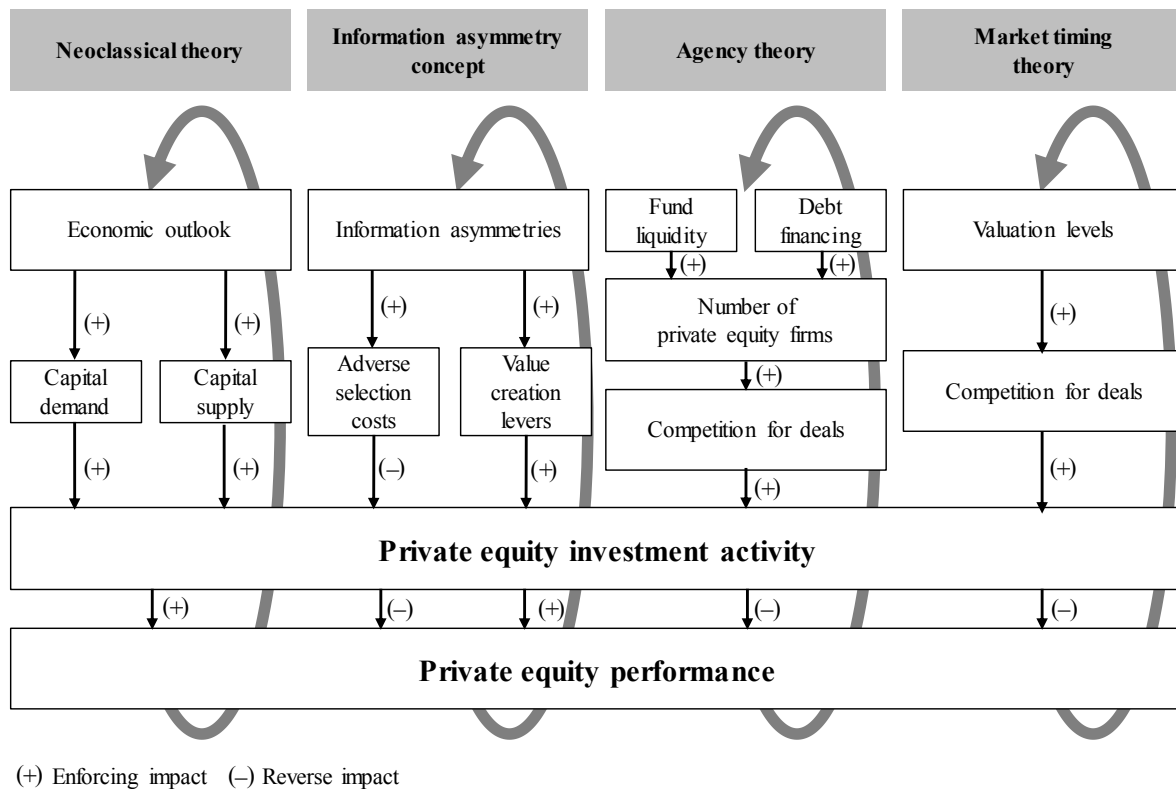 Neoclassical theory
Information asymmetry
concept
Agency theory
Market timing
theory
Economic outlook
Information asymmetries
Fund
liquidity
Debt
financing
Valuation levels
(+)
(+)
(+)
(+)
(+)
(+)
(+)
Number of
private equity firms
Capital
demand
Capital
supply
Adverse
selection
costs
Value
creation
levers
(+)
Competition for deals
Competition for deals
(+)
(+)
(–)
(+)
(+)
(+)
Private equity investment activity
(+)
(–)
(+)
(–)
(–)
Private equity performance
(+) Enforcing impact (–) Reverse impact